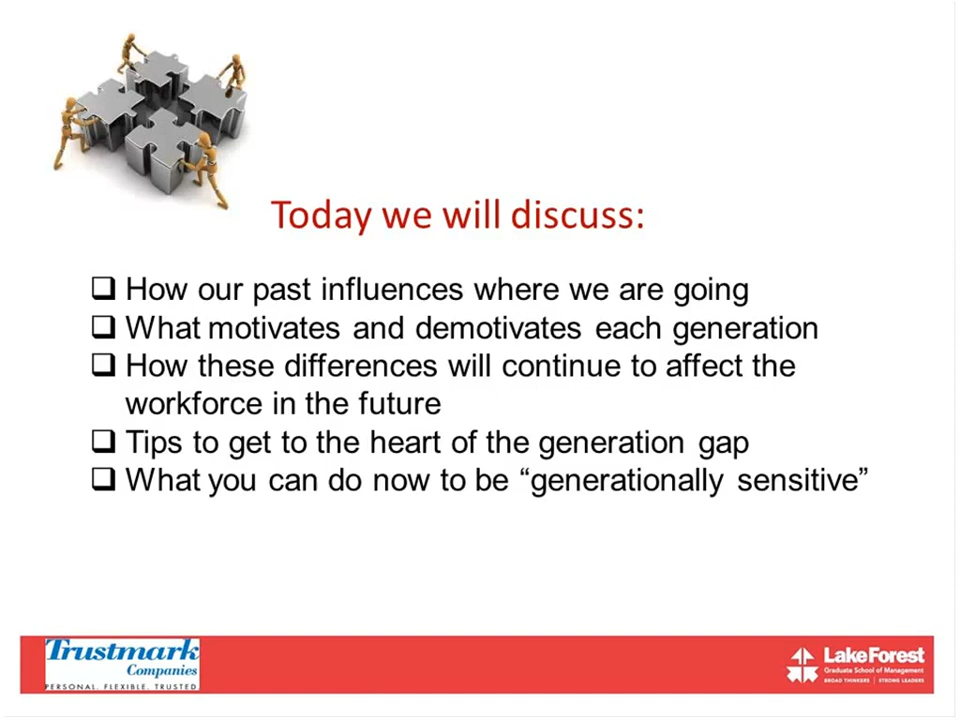 Today we will discuss:
❑ How our past influences where we are going
❑ What motivates and demotivates each generation
❑ How these differences will continue to affect the
workforce in the future
❑ Tips to get to the heart of the generation gap
❑ What you can do now to be “generationally sensitive”
Trustmark
Companies
PERSONAL. FLEXIBLE. TRUSTED
Lake Forest
Graduate School of Management
BROAD THINKERS | STRONG LEADERS